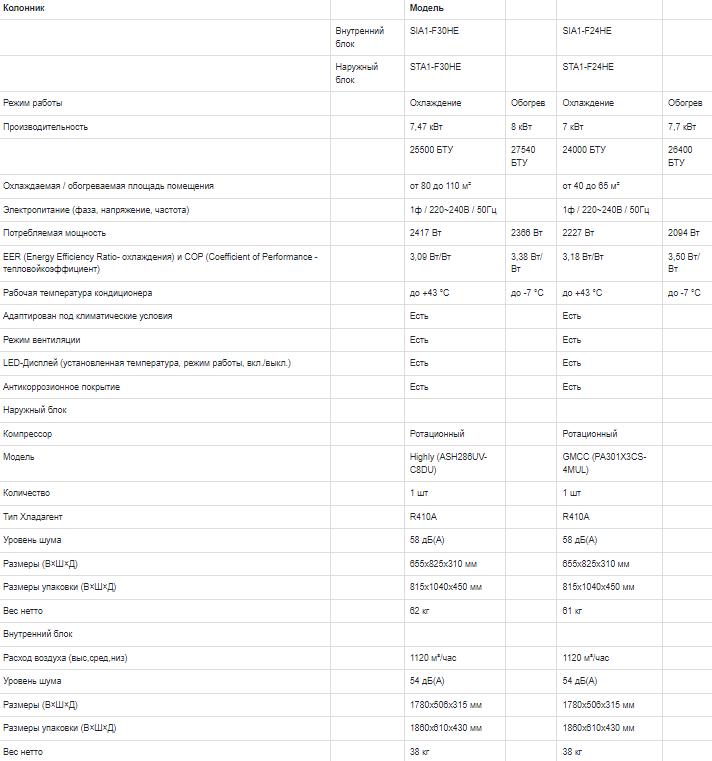 Колонник Модель
Внутренний блок SIA1-F30HE SIA1-F24HE
Наружный блок STA1-F30HE STA1-F24HE
Режим работы Охлаждение Обогрев Охлаждение Обогрев
Производительность 7,47 кВт 8 кВт 7 кВт 7,7 кВт
25500 БТУ 27540 БТУ 24000 БТУ 26400 БТУ
Охлаждаемая / обогреваемая площадь помещения от 80 до 110 м² от 40 до 65 м²
Электропитание (фаза, напряжение, частота) 1ф / 220~240В / 50Гц 1ф / 220~240В / 50Гц
Потребляемая мощность 2417 Вт 2366 Вт 2227 Вт 2094 Вт
EER (Energy Efficiency Ratio- охлаждения) и COP (Coefficient of Performance - тепловойкоэффициент) 3,09 Вт/Вт 3,38 Вт/Вт 3,18 Вт/Вт 3,50 Вт/Вт
Рабочая температура кондиционера до +43 °С до -7 °С до +43 °С до -7 °С
Адаптирован под климатические условия Есть Есть
Режим вентиляции Есть Есть
LED-Дисплей (установленная температура, режим работы, вкл./выкл.) Есть Есть
Антикоррозионное покрытие Есть Есть
Наружный блок
Компрессор Ротационный Ротационный
Модель Highly (ASH286UV-C8DU) GMCC (PA301X3CS-4MUL)
Количество 1 шт 1 шт
Тип Хладагент R410A R410A
Уровень шума 58 дБ(А) 58 дБ(А)
Размеры (В×Ш×Д) 655x825x310 мм 655x825x310 мм
Размеры упаковки (В×Ш×Д) 815x1040x450 мм 815x1040x450 мм
Вес нетто 62 кг 61 кг
Внутренний блок
Расход воздуха (выс,сред,низ) 1120 м³/час 1120 м³/час
Уровень шума 54 дБ(А) 54 дБ(А)
Размеры (В×Ш×Д) 1780x506x315 мм 1780x506x315 мм
Размеры упаковки (В×Ш×Д) 1860x610x430 мм 1860x610x430 мм
Вес нетто 38 кг 38 кг